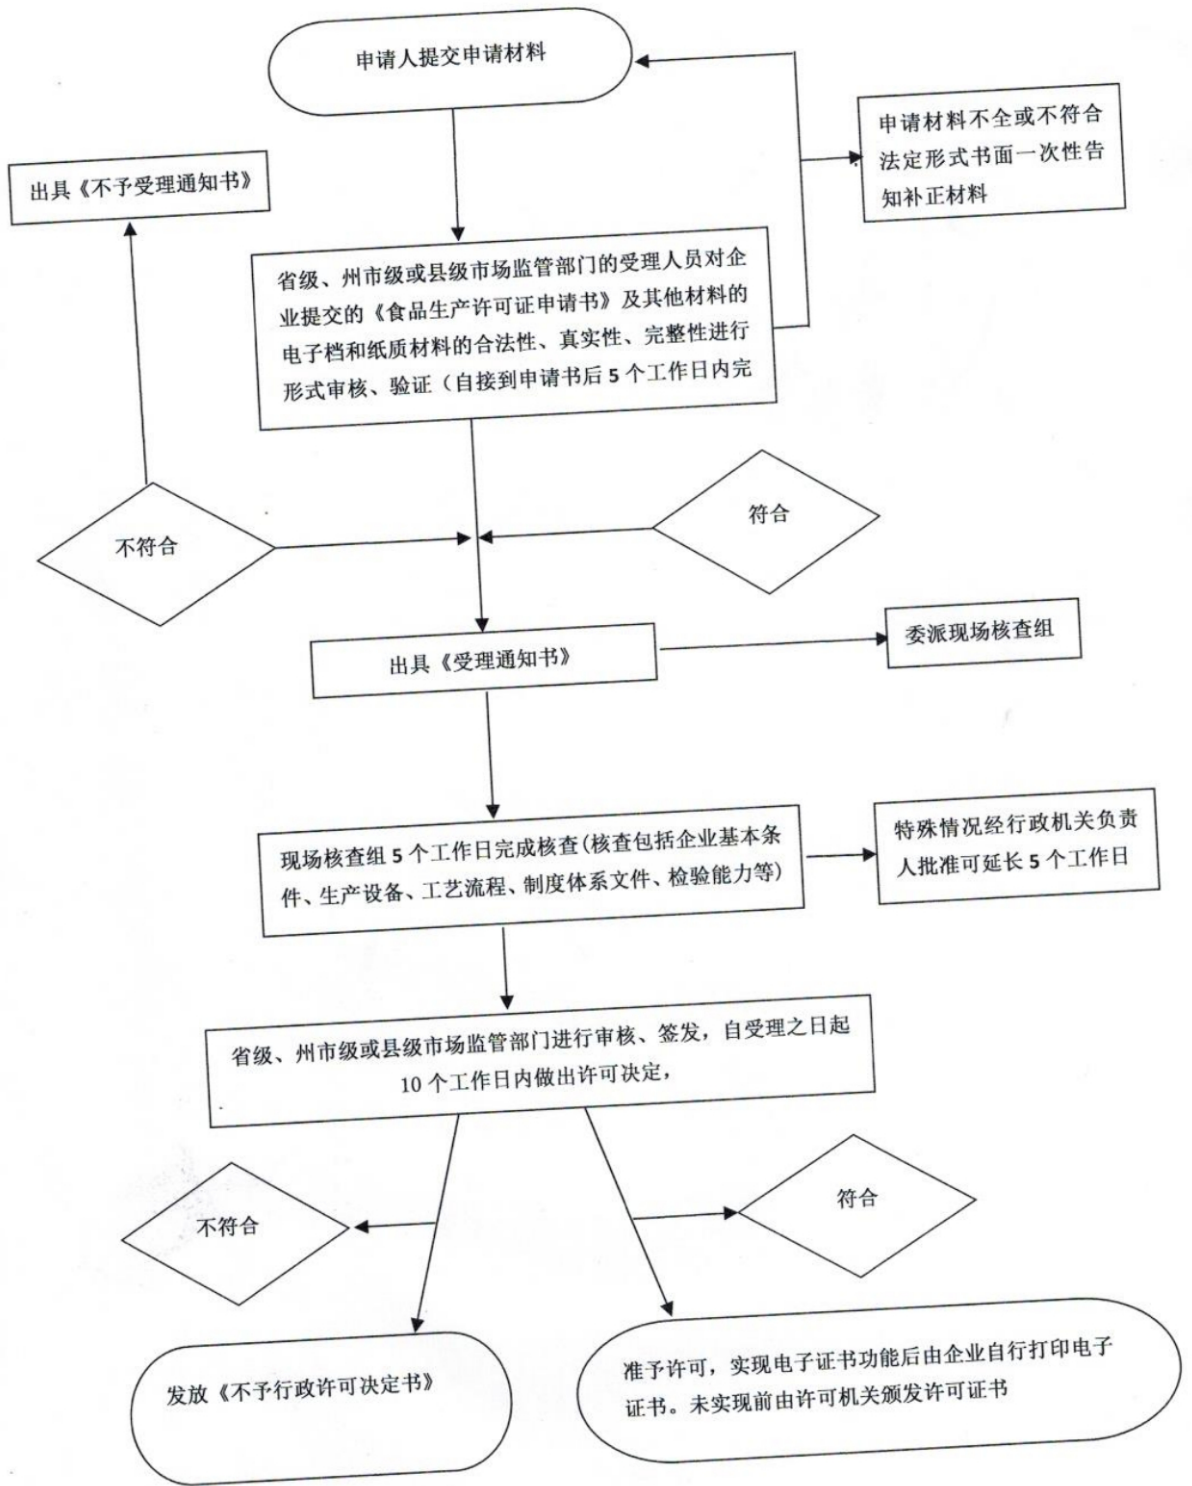 申请人提交申请材料
申请材料不全或不符合
法定形式书面一次性告
知补正材料
出具《不予受理通知书》
省级、州市级或县级市场监管部门的受理人员对企
业提交的《食品生产许可证申请书》及其他材料的
电子档和纸质材料的合法性、真实性、完整性进行
形式审核、验证（自接到申请书后 5 个工作日内完
不符合
符合
出具《受理通知书》
委派现场核查组
现场核查组 5 个工作日完成核查(核查包括企业基本条
件、生产设备、工艺流程、制度体系文件、检验能力等)
特殊情况经行政机关负责
人批准可延长 5 个工作日
省级、州市级或县级市场监管部门进行审核、签发，自受理之日起
10 个工作日内做出许可决定，
不符合
符合
发放《不予行政许可决定书》
准予许可，实现电子证书功能后由企业自行打印电子
证书。未实现前由许可机关颁发许可证书